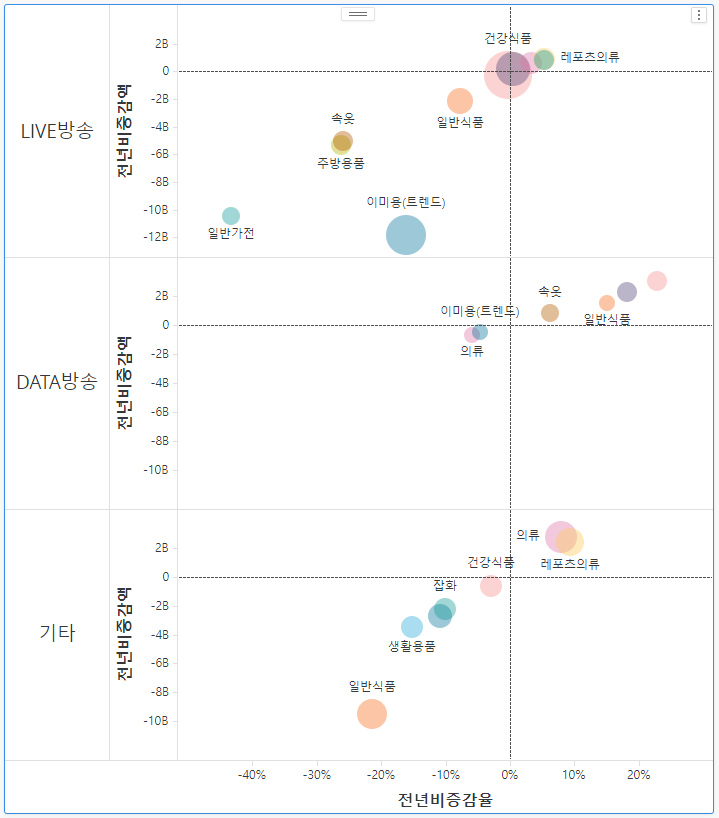 LIVE방송
전년비증감액
2B
0
-2B
-4B
-6B
-8B
-10B
-12B
건강식품
레포츠의류
일반식품
속옷
주방용품
이미용(트렌드)
일반가전
DATA방송
전년비증감액
2B
0
-2B
-4B
-6B
-8B
-10B
속옷
이미용(트렌드)
일반식품
의류
기타
전년비증감액
2B
0
-2B
-4B
-6B
-8B
-10B
의류
레포츠의류
건강식품
잡화
생활용품
일반식품
-40%
-30%
-20%
-10%
0%
10%
20%
전년비증감율